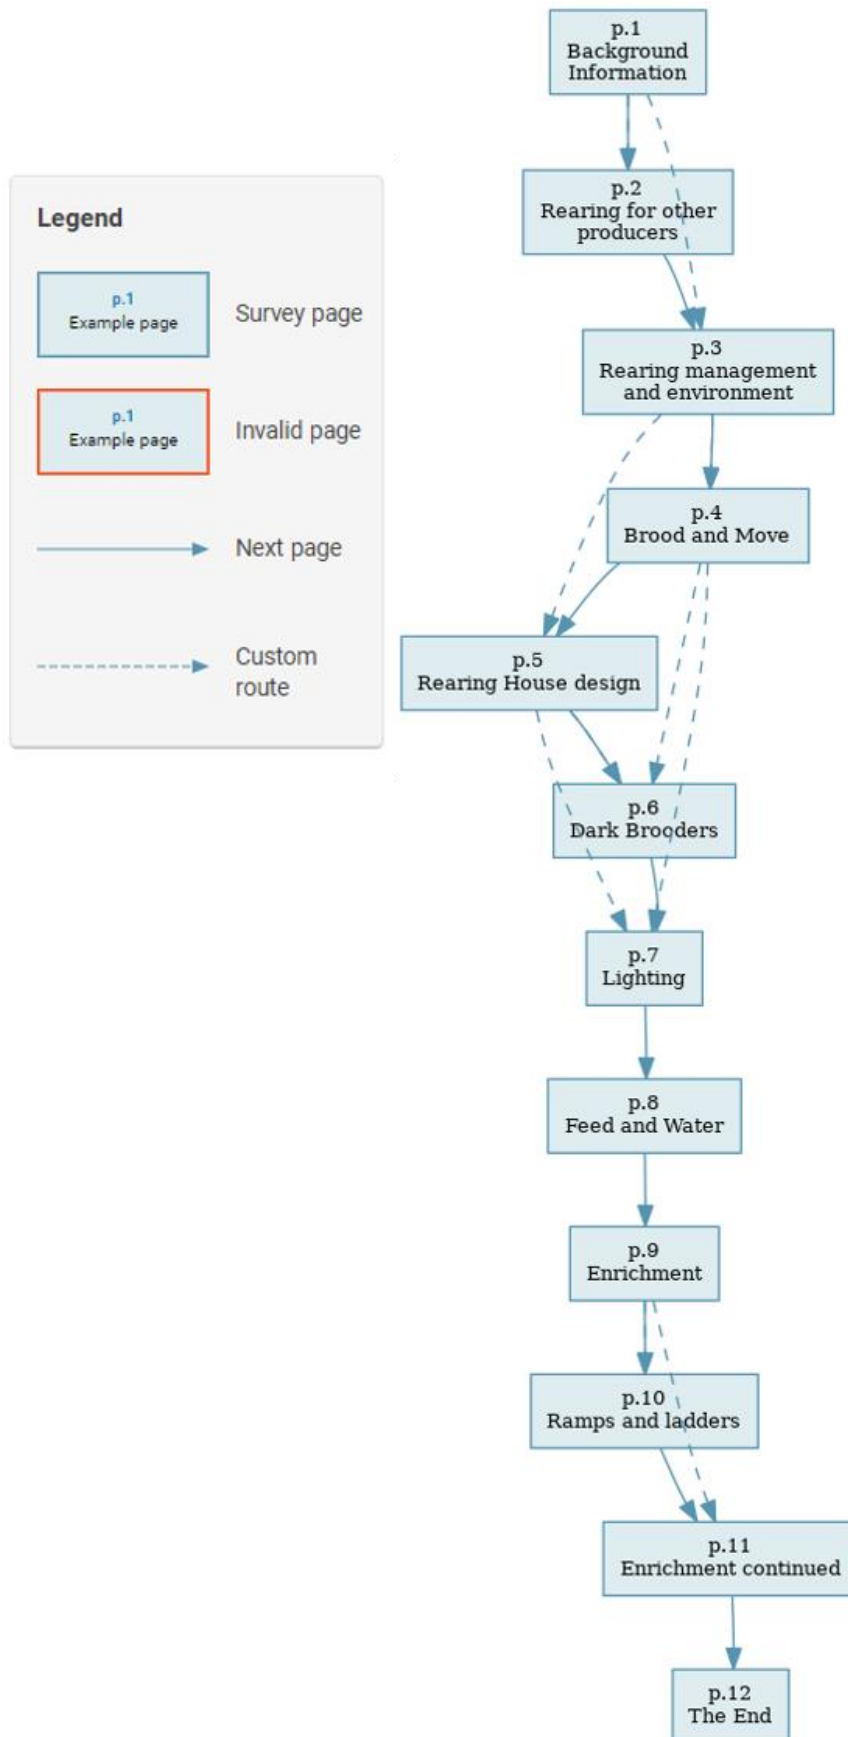 Legend
p.1
Example page
Survey page
p.1
Example page
Invalid page
Next page
Custom
route
p.1
Background
Information
p.2
Rearing for other
producers
p.3
Rearing management
and environment
p.4
Brood and Move
p.5
Rearing House design
p.6
Dark Brooders
p.7
Lighting
p.8
Feed and Water
p.9
Enrichment
p.10
Ramps and ladders
p.11
Enrichment continued
p.12
The End